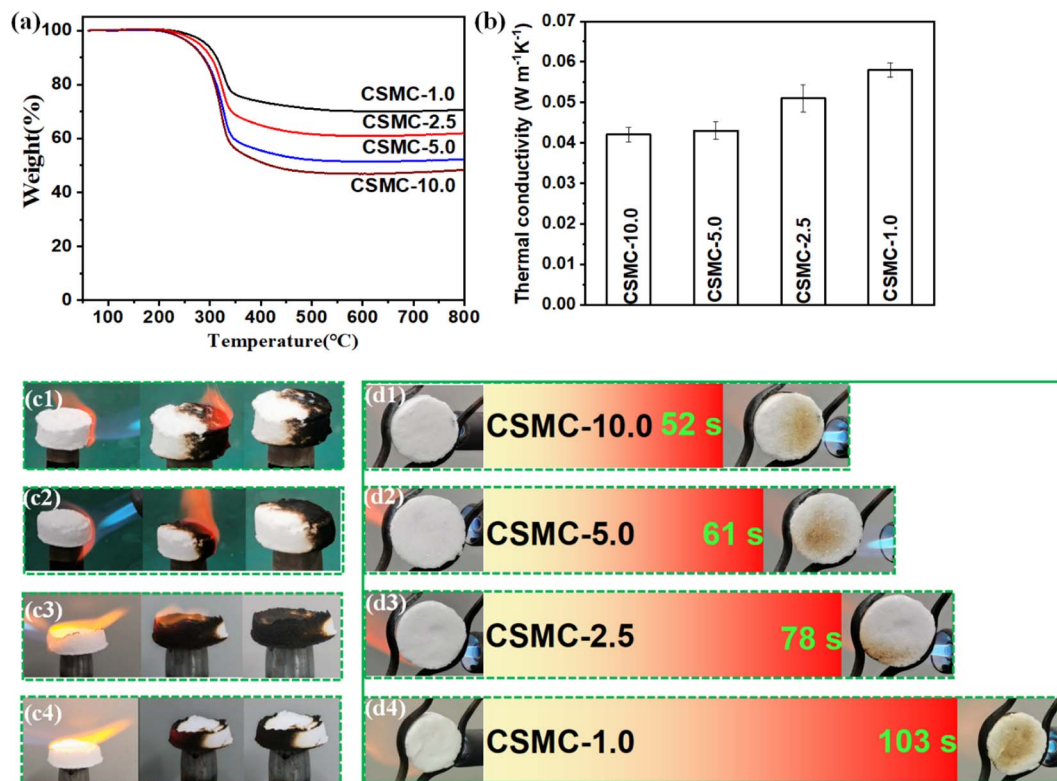 (a)
100
80
60
40
20
0
Weight(%)
CSMC-1.0
CSMC-2.5
CSMC-5.0
CSMC-10.0
100 200 300 400 500 600 700 800
Temperature(°C)
(b)
0.07
0.06
0.05
0.04
0.03
0.02
0.01
0.00
Thermal conductivity (W m⁻¹K⁻¹)
CSMC-10.0
CSMC-5.0
CSMC-2.5
CSMC-1.0
(c1)
(d1)
CSMC-10.0 52 s
(c2)
(d2)
CSMC-5.0 61 s
(c3)
(d3)
CSMC-2.5 78 s
(c4)
(d4)
CSMC-1.0 103 s